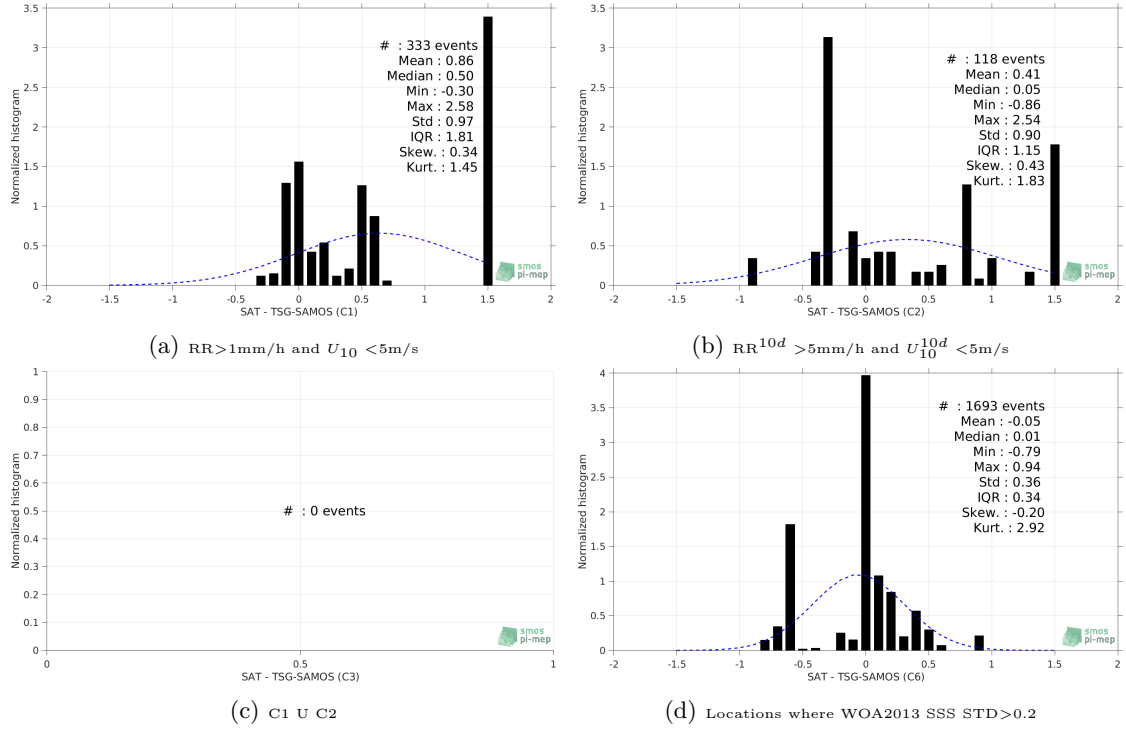 Normalized histogram
3.5
3
2.5
2
1.5
1
0.5
0
-2
-1
0
0.5
1
1.5
2
# : 333 events
Mean : 0.86
Median : 0.50
Min : -0.30
Max : 2.58
Std : 0.97
IQR : 1.81
Skew. : 0.34
Kurt. : 1.45
smos
pi-mep
SAT - TSG-SAMOS (C1)
(a) RR>1mm/h and U10 <5m/s
Normalized histogram
3.5
3
2.5
2
1.5
1
0.5
0
-2
-1.5
-1
-0.5
0
0.5
1
1.5
2
# : 118 events
Mean : 0.41
Median : 0.05
Min : -0.86
Max : 2.54
Std : 0.90
IQR : 1.15
Skew. : 0.43
Kurt. : 1.83
smos
pi-mep
SAT - TSG-SAMOS (C2)
(b) RR10d >5mm/h and U10d10 <5m/s
Normalized histogram
1
0.9
0.8
0.7
0.6
0.5
0.4
0.3
0.2
0.1
0
0
0.5
1
# : 0 events
smos
pi-mep
SAT - TSG-SAMOS (C3)
(c) C1 U C2
Normalized histogram
4
3.5
3
2.5
2
1.5
1
0.5
0
-2
-1.5
-1
-0.5
0
0.5
1
1.5
2
# : 1693 events
Mean : -0.05
Median : 0.01
Min : -0.79
Max : 0.94
Std : 0.36
IQR : 0.34
Skew. : -0.20
Kurt. : 2.92
smos
pi-mep
SAT - TSG-SAMOS (C6)
(d) Locations where WOA2013 SSS STD>0.2